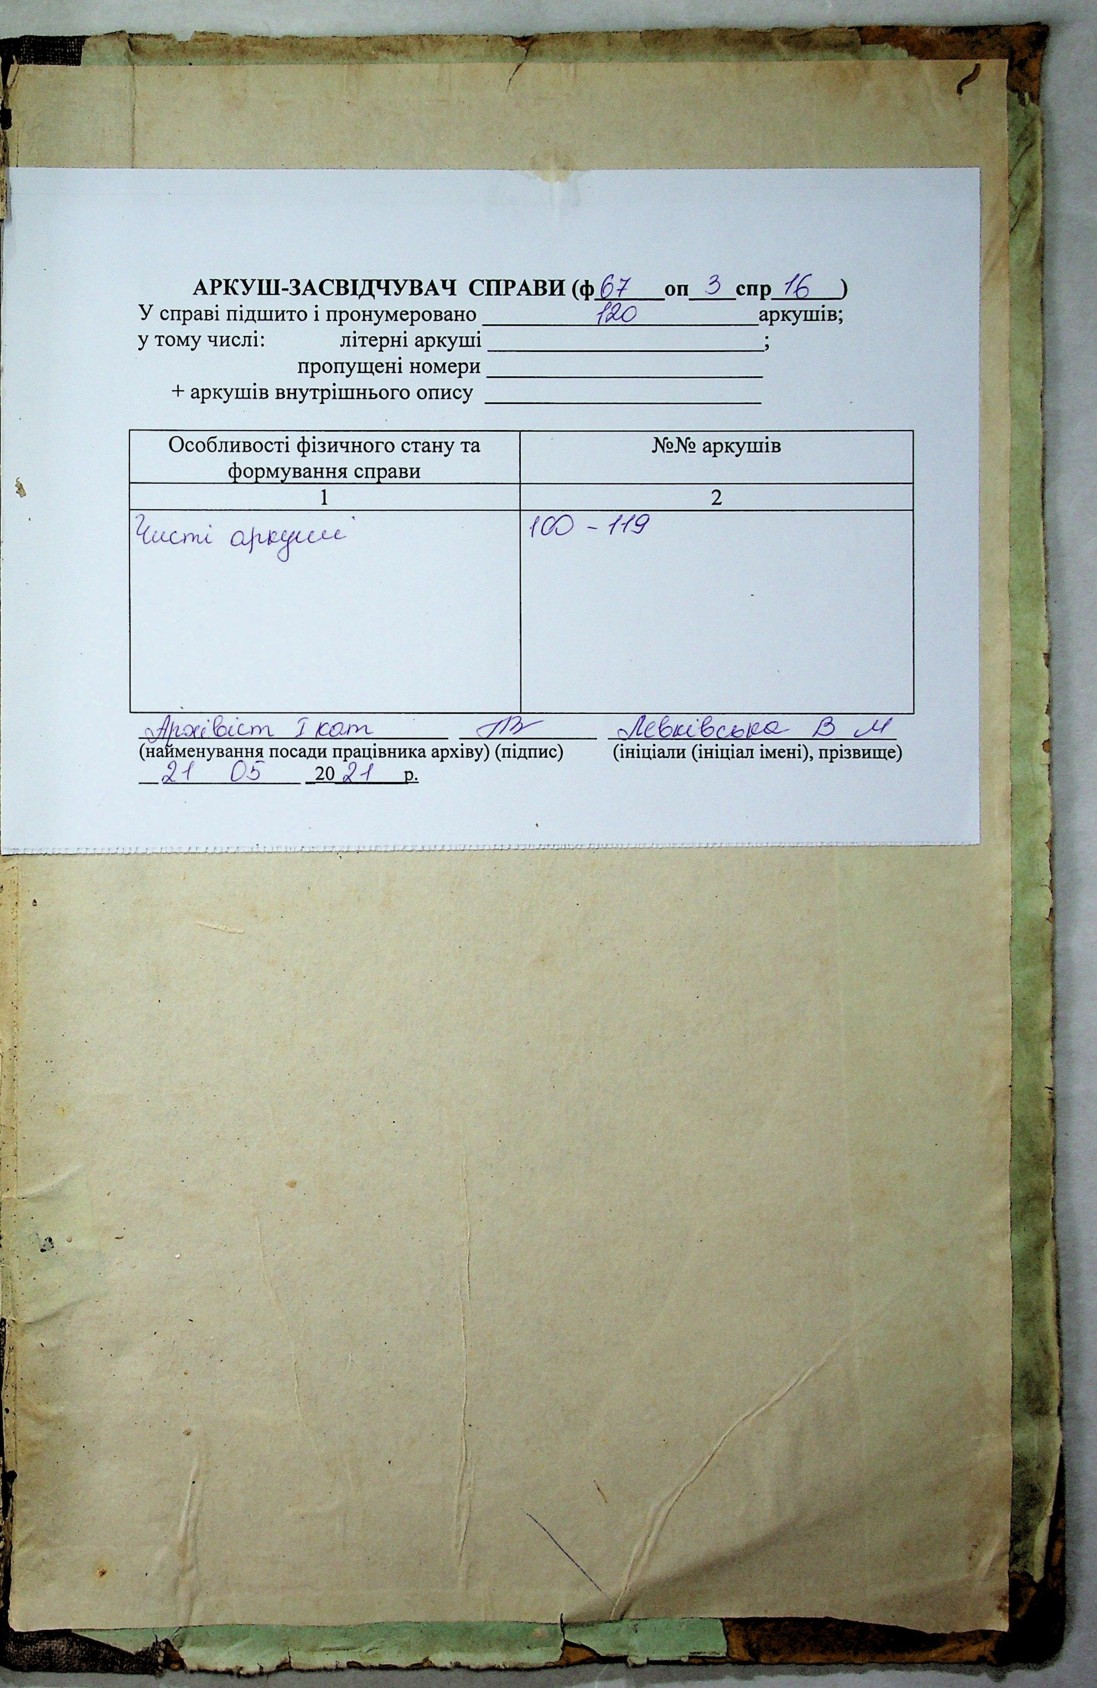 АРКУШ-ЗАСВІДЧУВАЧ СПРАВИ (ф 67 оп 3 спр 16 )
У справі підшито і пронумеровано 120 аркушів;
у тому числі: літерні аркуші ;
пропущені номери
+ аркушів внутрішнього опису
Особливості фізичного стану та
формування справи
№№ аркушів
1 2
Чисті аркуші 100 - 119
Архівіст І кат Левківська В М
(найменування посади працівника архіву) (підпис) (ініціали (ініціал імені), прізвище)
21 05 2021 р.